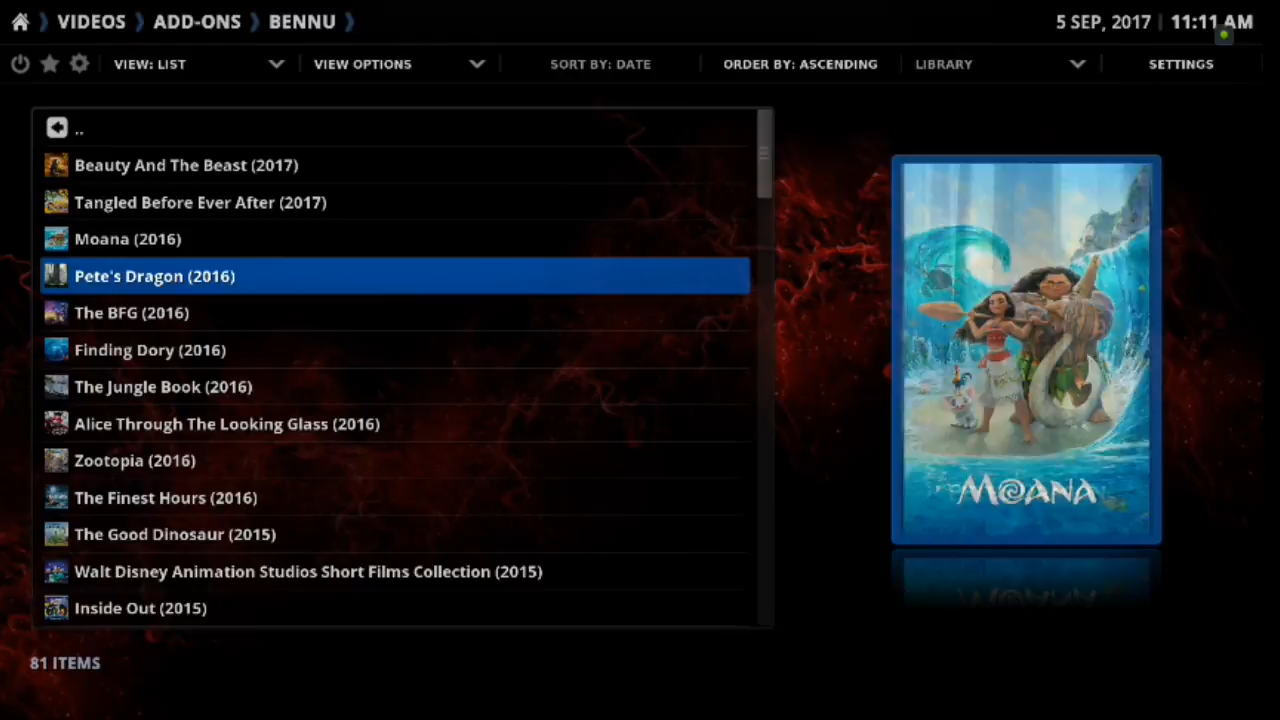 VIDEOS ADD-ONS BENNU
5 SEP, 2017 11:11 AM
VIEW: LIST VIEW OPTIONS SORT BY: DATE ORDER BY: ASCENDING LIBRARY SETTINGS
..
Beauty And The Beast (2017)
Tangled Before Ever After (2017)
Moana (2016)
Pete's Dragon (2016)
The BFG (2016)
Finding Dory (2016)
The Jungle Book (2016)
Alice Through The Looking Glass (2016)
Zootopia (2016)
The Finest Hours (2016)
The Good Dinosaur (2015)
Walt Disney Animation Studios Short Films Collection (2015)
Inside Out (2015)
81 ITEMS
MOANA